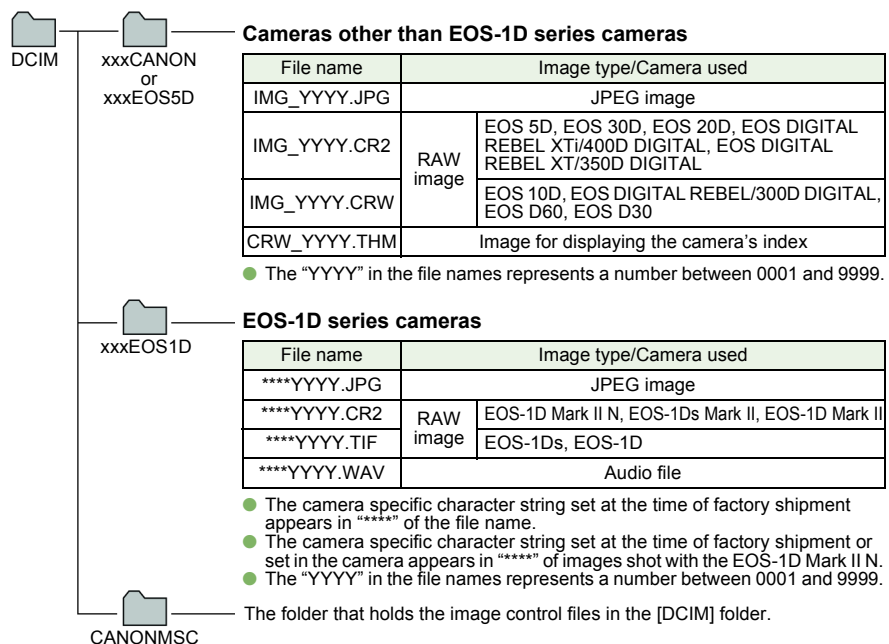 DCIM
xxxCANON
or
xxxEOS5D
Cameras other than EOS-1D series cameras
File name Image type/Camera used
IMG_YYYY.JPG JPEG image
IMG_YYYY.CR2 RAW image EOS 5D, EOS 30D, EOS 20D, EOS DIGITAL
REBEL XTi/400D DIGITAL, EOS DIGITAL
REBEL XT/350D DIGITAL
IMG_YYYY.CRW EOS 10D, EOS DIGITAL REBEL/300D DIGITAL,
EOS D60, EOS D30
CRW_YYYY.THM Image for displaying the camera's index
● The “YYYY” in the file names represents a number between 0001 and 9999.
xxxEOS1D
EOS-1D series cameras
File name Image type/Camera used
****YYYY.JPG JPEG image
****YYYY.CR2 RAW image EOS-1D Mark II N, EOS-1Ds Mark II, EOS-1D Mark II
****YYYY.TIF EOS-1Ds, EOS-1D
****YYYY.WAV Audio file
● The camera specific character string set at the time of factory shipment
appears in “****” of the file name.
● The camera specific character string set at the time of factory shipment or
set in the camera appears in “****” of images shot with the EOS-1D Mark II N.
● The “YYYY” in the file names represents a number between 0001 and 9999.
CANONMSC
The folder that holds the image control files in the [DCIM] folder.